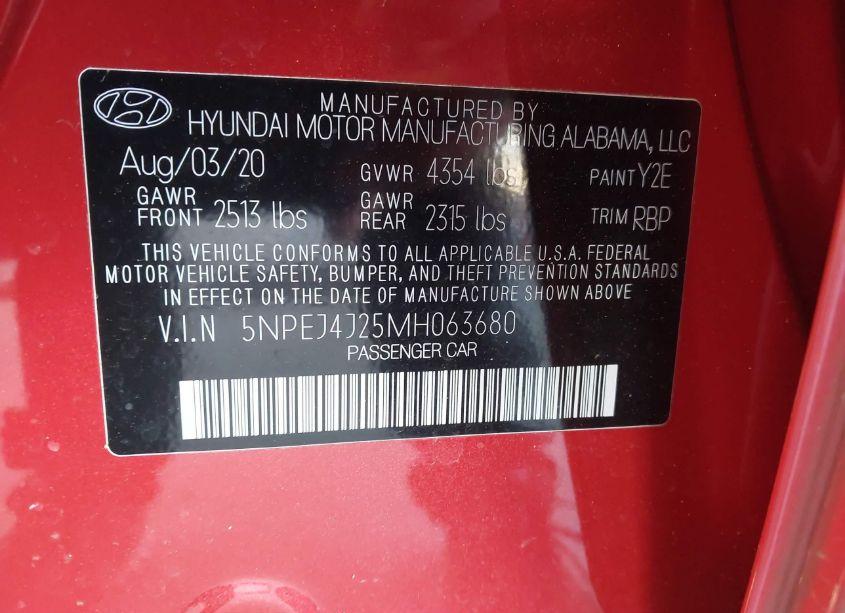 MANUFACTURED BY
HYUNDAI MOTOR MANUFACTURING ALABAMA, LLC
Aug/03/20 GVWR 4354 lbs PAINT Y2E
GAWR FRONT 2513 lbs GAWR REAR 2315 lbs TRIM RBP
THIS VEHICLE CONFORMS TO ALL APPLICABLE U.S.A. FEDERAL
MOTOR VEHICLE SAFETY, BUMPER, AND THEFT PREVENTION STANDARDS
IN EFFECT ON THE DATE OF MANUFACTURE SHOWN ABOVE
V.I.N 5NPEJ4J25MH063680
PASSENGER CAR